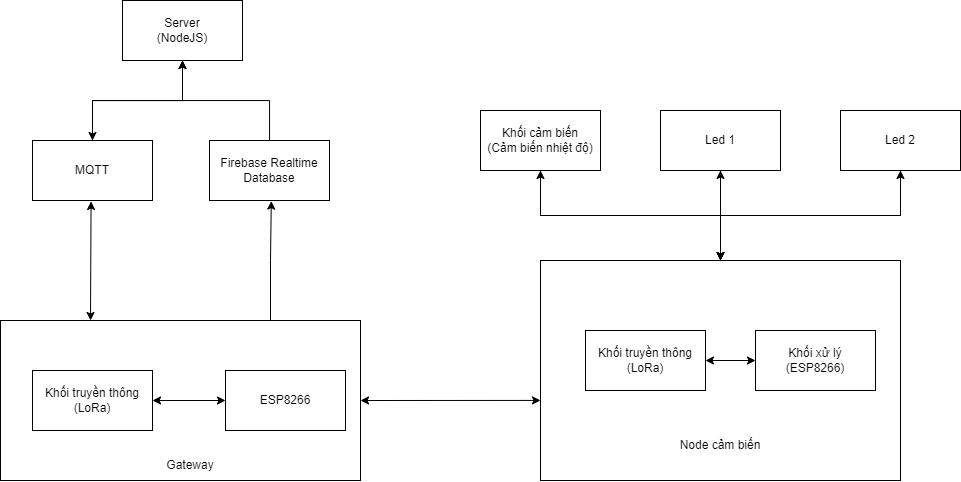 Server
(NodeJS)
MQTT
Firebase Realtime
Database
Khối cảm biến
(Cảm biến nhiệt độ)
Led 1
Led 2
Khối truyền thông
(LoRa)
ESP8266
Gateway
Khối truyền thông
(LoRa)
Khối xử lý
(ESP8266)
Node cảm biến